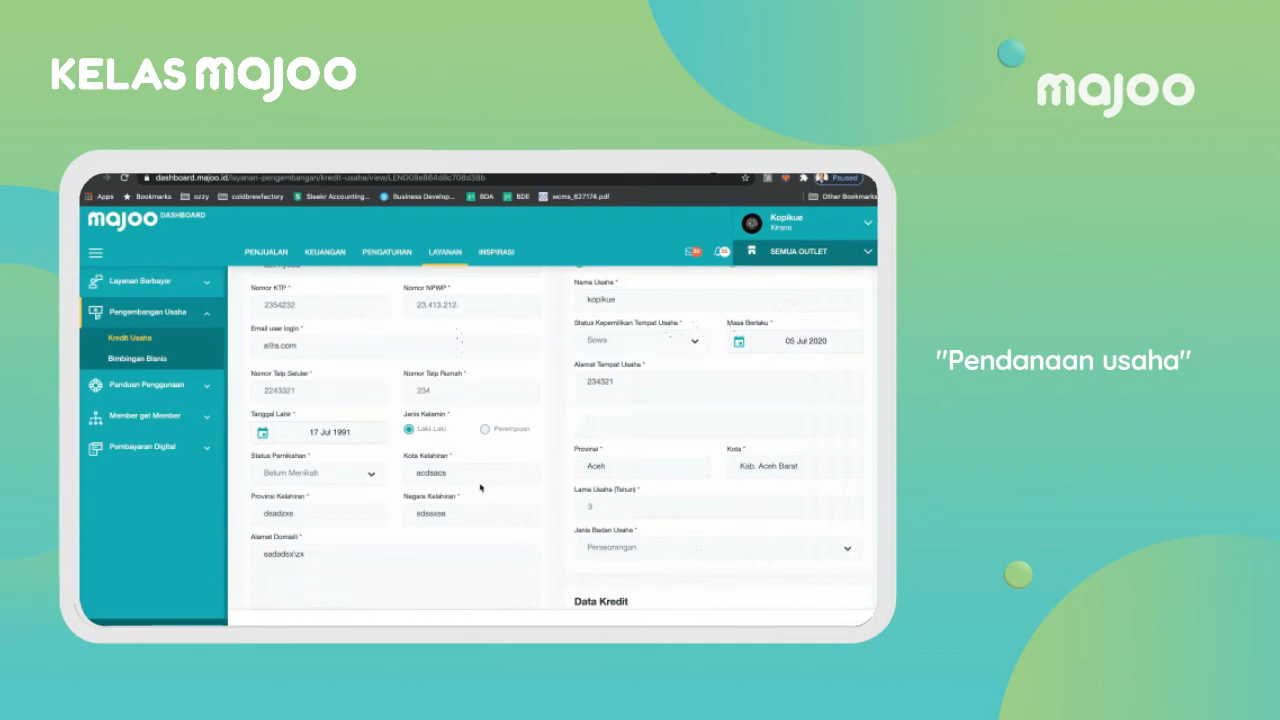 KELAS majoo
majoo
dashboard.majoo.id/layanan-pengembangan/kredit-usaha/view/
Paused
Apps
Bookmarks
ozzy
coldbrewfactory
Sleekr Accounting...
Business Develop...
BDA
BDE
wcms_627174.pdf
Other Bookmarks
majoo DASHBOARD
Kopikue
Kirana
PENJUALAN
KEUANGAN
PENGATURAN
LAYANAN
INSPIRASI
SEMUA OUTLET
Layanan Berbayar
Pengembangan Usaha
Kredit Usaha
Bimbingan Bisnis
Panduan Penggunaan
Member get Member
Pembayaran Digital
Nomor KTP *
Nomor NPWP *
2354232
23.413.212.
Email user login *
a@a.com
Nomor Telp Seluler *
Nomor Telp Rumah *
2243321
234
Tanggal Lahir *
Jenis Kelamin *
17 Jul 1991
Laki-Laki
Perempuan
Status Pernikahan *
Kota Kelahiran *
Belum Menikah
acdsacs
Provinsi Kelahiran *
Negara Kelahiran *
dsadzxs
sdsaxsa
Alamat Domisili *
sadadsx\zx
Nama Usaha *
kopikue
Status Kepemilikan Tempat Usaha *
Masa Berlaku *
Sewa
05 Jul 2020
Alamat Tempat Usaha *
234321
Provinsi *
Kota *
Aceh
Kab. Aceh Barat
Lama Usaha (Tahun) *
3
Jenis Badan Usaha *
Perseorangan
Data Kredit
"Pendanaan usaha"